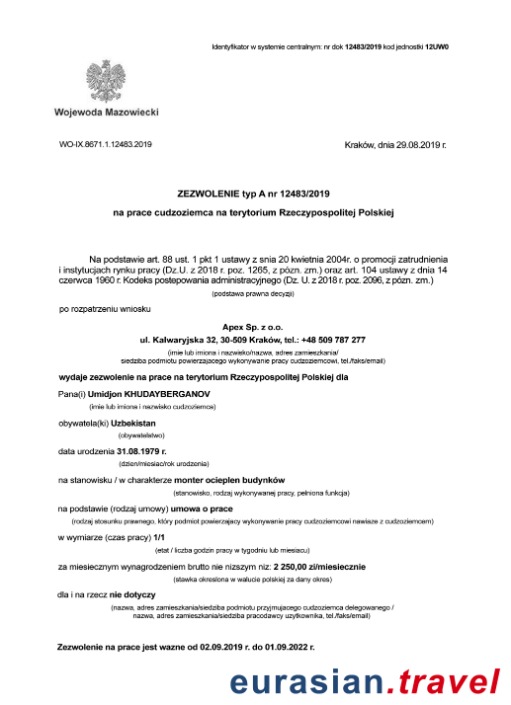 Identyfikator w systemie centralnym: nr dok 12483/2019 kod jednostki 12UW0
Wojewoda Mazowiecki
WO-IX.8671.1.12483.2019
Kraków, dnia 29.08.2019 r.
ZEZWOLENIE typ A nr 12483/2019
na prace cudzoziemca na terytorium Rzeczypospolitej Polskiej
Na podstawie art. 88 ust. 1 pkt 1 ustawy z snia 20 kwietnia 2004r. o promocji zatrudnienia
i instytucjach rynku pracy (Dz.U. z 2018 r. poz. 1265, z pózn. zm.) oraz art. 104 ustawy z dnia 14
czerwca 1960 r. Kodeks postepowania administracyjnego (Dz. U. z 2018 r. poz. 2096, z pózn. zm.)
(podstawa prawna decyzji)
po rozpatrzeniu wniosku
Apex Sp. z o.o.
ul. Kalwaryjska 32, 30-509 Kraków, tel.: +48 509 787 277
(imie lub imiona i nazwisko/nazwa, adres zamieszkania/
siedziba podmiotu powierzajacego wykonywanie pracy cudzoziemcowi, tel./faks/email)
wydaje zezwolenie na prace na terytorium Rzeczypospolitej Polskiej dla
Pana(i) Umidjon KHUDAYBERGANOV
(imie lub imiona i nazwisko cudzoziemca)
obywatela(ki) Uzbekistan
(obywatelstwo)
data urodzenia 31.08.1979 r.
(dzien/miesiac/rok urodzenia)
na stanowisku / w charakterze monter ocieplen budynków
(stanowisko, rodzaj wykonywanej pracy, pelniona funkcja)
na podstawie (rodzaj umowy) umowa o prace
(rodzaj stosunku prawnego, który podmiot powierzajacy wykonywanie pracy cudzoziemcowi nawiaze z cudzoziemcem)
w wymiarze (czas pracy) 1/1
(etat / liczba godzin pracy w tygodniu lub miesiacu)
za miesiecznym wynagrodzeniem brutto nie nizszym niz: 2 250,00 zl/miesiecznie
(stawka okreslona w walucie polskiej za dany okres)
dla i na rzecz nie dotyczy
(nazwa, adres zamieszkania/siedziba podmiotu przyjmujacego cudzoziemca delegowanego /
nazwa, adres zamieszkania/siedziba pracodawcy uzytkownika, tel./faks/email)
Zezwolenie na prace jest wazne od 02.09.2019 r. do 01.09.2022 r.
eurasian.travel